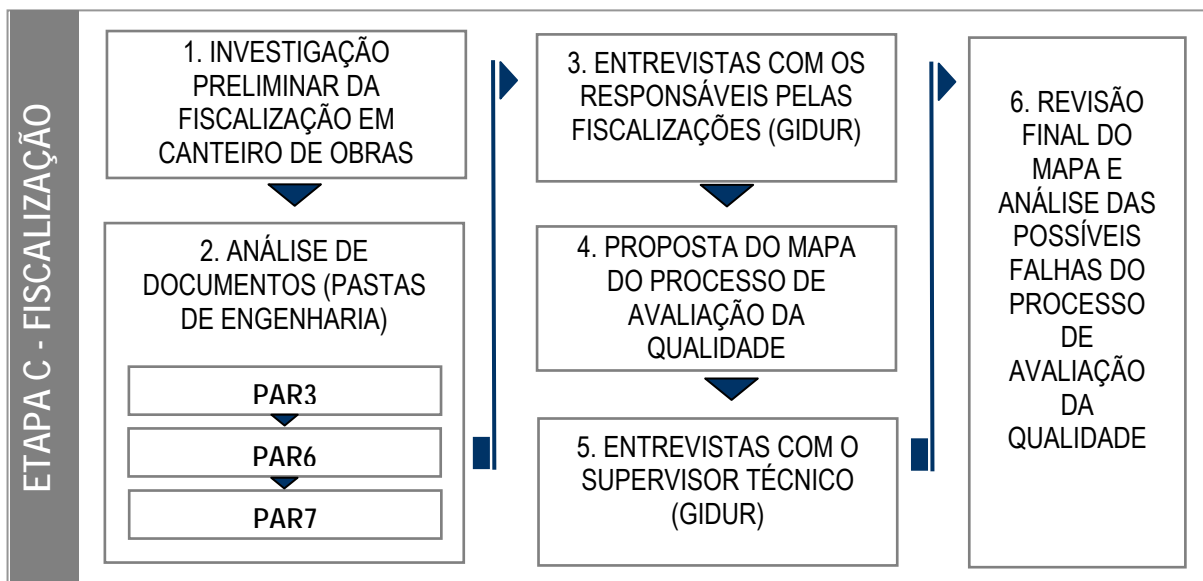 ETAPA C - FISCALIZAÇÃO
1. INVESTIGAÇÃO
PRELIMINAR DA
FISCALIZAÇÃO EM
CANTEIRO DE OBRAS
2. ANÁLISE DE
DOCUMENTOS (PASTAS
DE ENGENHARIA)
PAR3
PAR6
PAR7
3. ENTREVISTAS COM OS
RESPONSÁVEIS PELAS
FISCALIZAÇÕES (GIDUR)
4. PROPOSTA DO MAPA
DO PROCESSO DE
AVALIAÇÃO DA
QUALIDADE
5. ENTREVISTAS COM O
SUPERVISOR TÉCNICO
(GIDUR)
6. REVISÃO
FINAL DO
MAPA E
ANÁLISE DAS
POSSÍVEIS
FALHAS DO
PROCESSO
DE
AVALIAÇÃO
DA
QUALIDADE